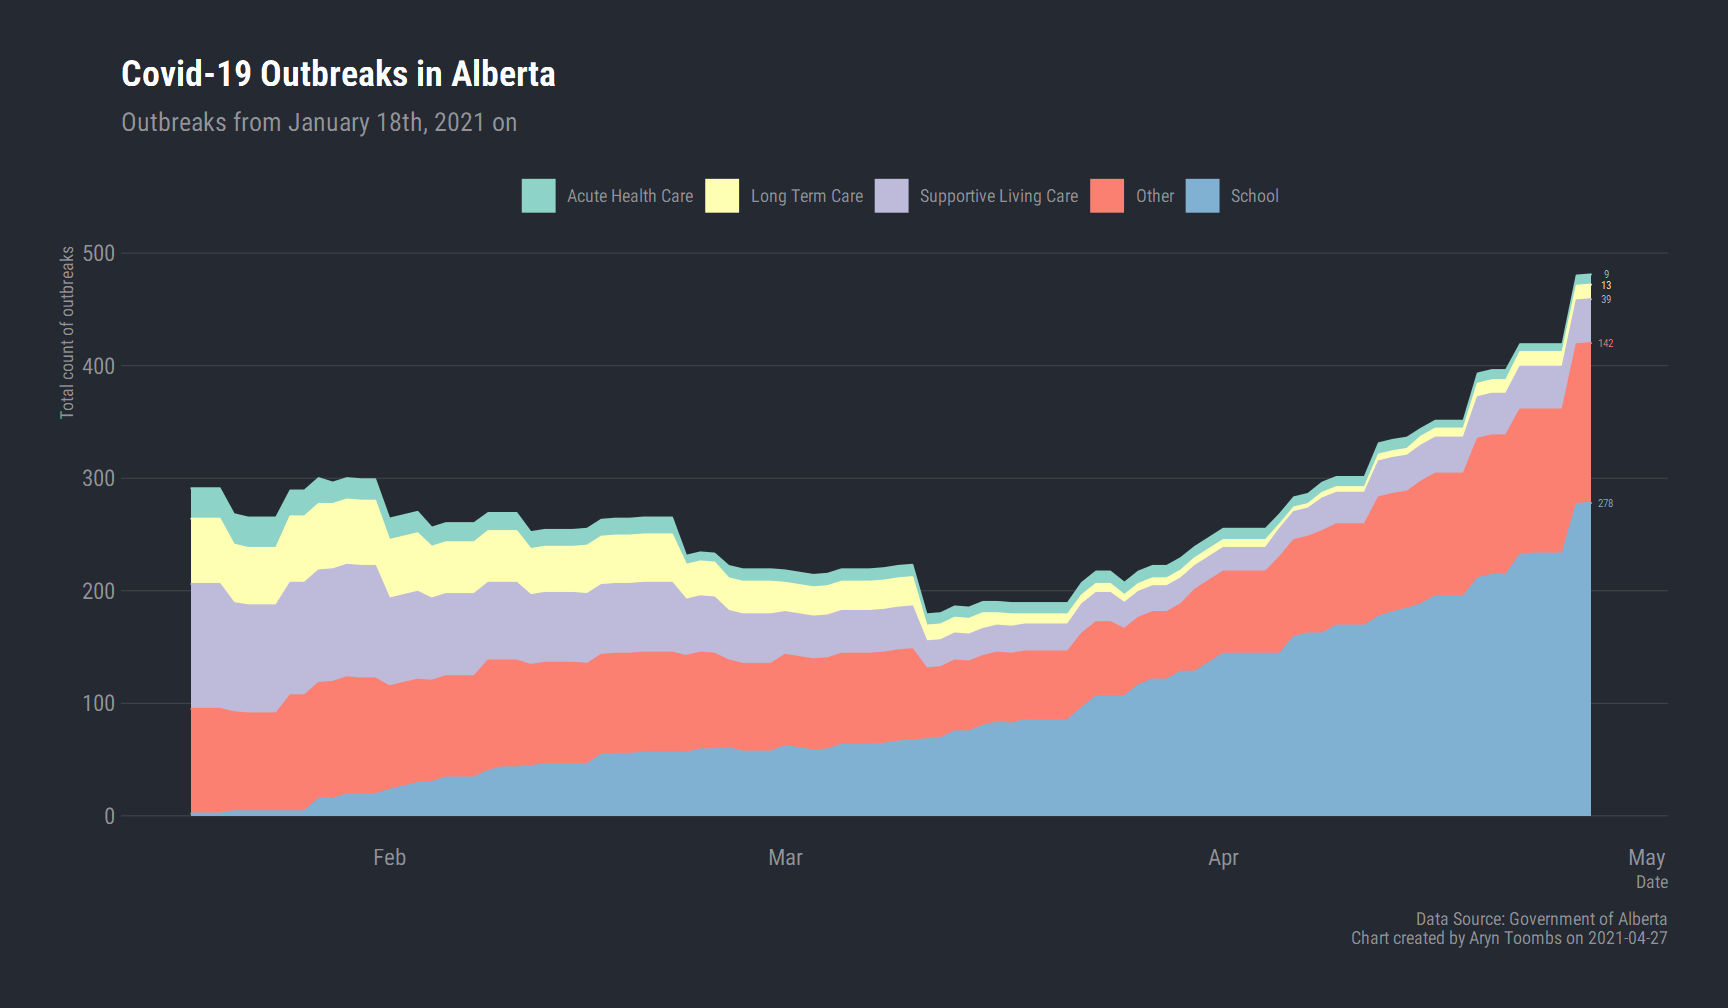 Covid-19 Outbreaks in Alberta
Outbreaks from January 18th, 2021 on
Acute Health Care Long Term Care Supportive Living Care Other School
Total count of outbreaks
500
400
300
200
100
0
9
13
39
142
278
Feb Mar Apr May
Date
Data Source: Government of Alberta
Chart created by Aryn Toombs on 2021-04-27